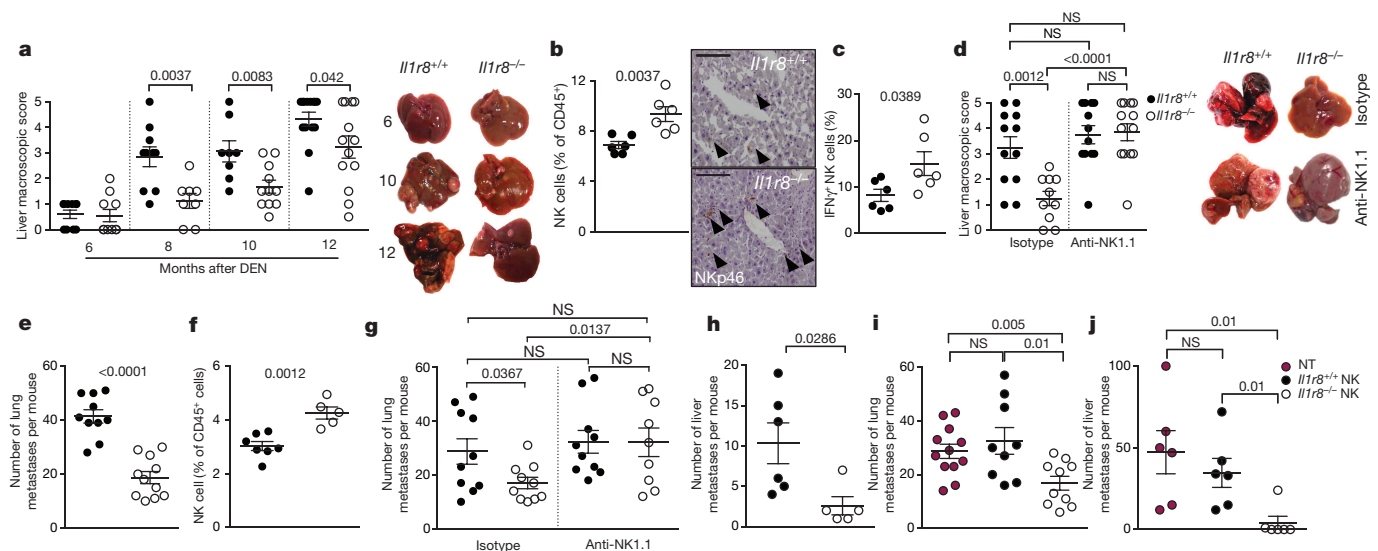 a
Liver macroscopic score
5
4
3
2
1
0
0.0037
0.0083
0.042
6
8
10
12
Months after DEN
Il1r8+/+
Il1r8−/−
6
10
12
b
NK cells (% of CD45+)
15
10
5
0
0.0037
Il1r8+/+
Il1r8−/−
NKp46
c
IFNγ+ NK cells (%)
30
20
10
0
0.0389
d
NS
NS
<0.0001
0.0012
NS
Liver macroscopic score
5
4
3
2
1
0
Isotype
Anti-NK1.1
Il1r8+/+
Il1r8−/−
Il1r8+/+
Il1r8−/−
Isotype
Anti-NK1.1
e
Number of lung
metastases per mouse
60
40
20
0
<0.0001
f
NK cell (% of CD45+ cells)
6
4
2
0
0.0012
g
NS
0.0137
NS
0.0367
NS
Number of lung
metastases per mouse
60
40
20
0
Isotype
Anti-NK1.1
h
Number of liver
metastases per mouse
20
15
10
5
0
0.0286
i
0.005
NS
0.01
Number of lung
metastases per mouse
60
40
20
0
j
0.01
NS
0.01
Number of liver
metastases per mouse
100
50
0
NT
Il1r8+/+ NK
Il1r8−/− NK